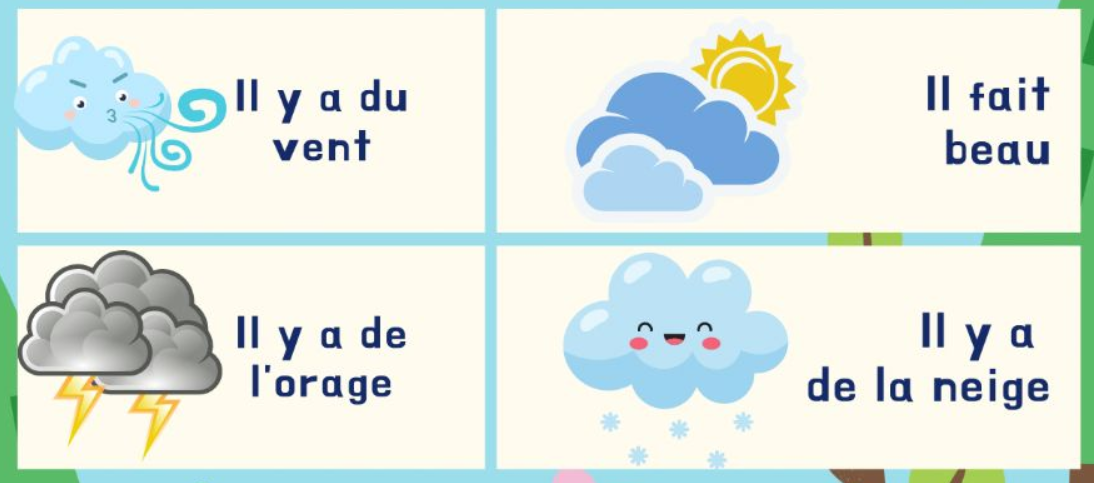 Il y a du
vent
Il fait
beau
Il y a de
l'orage
Il y a
de la neige